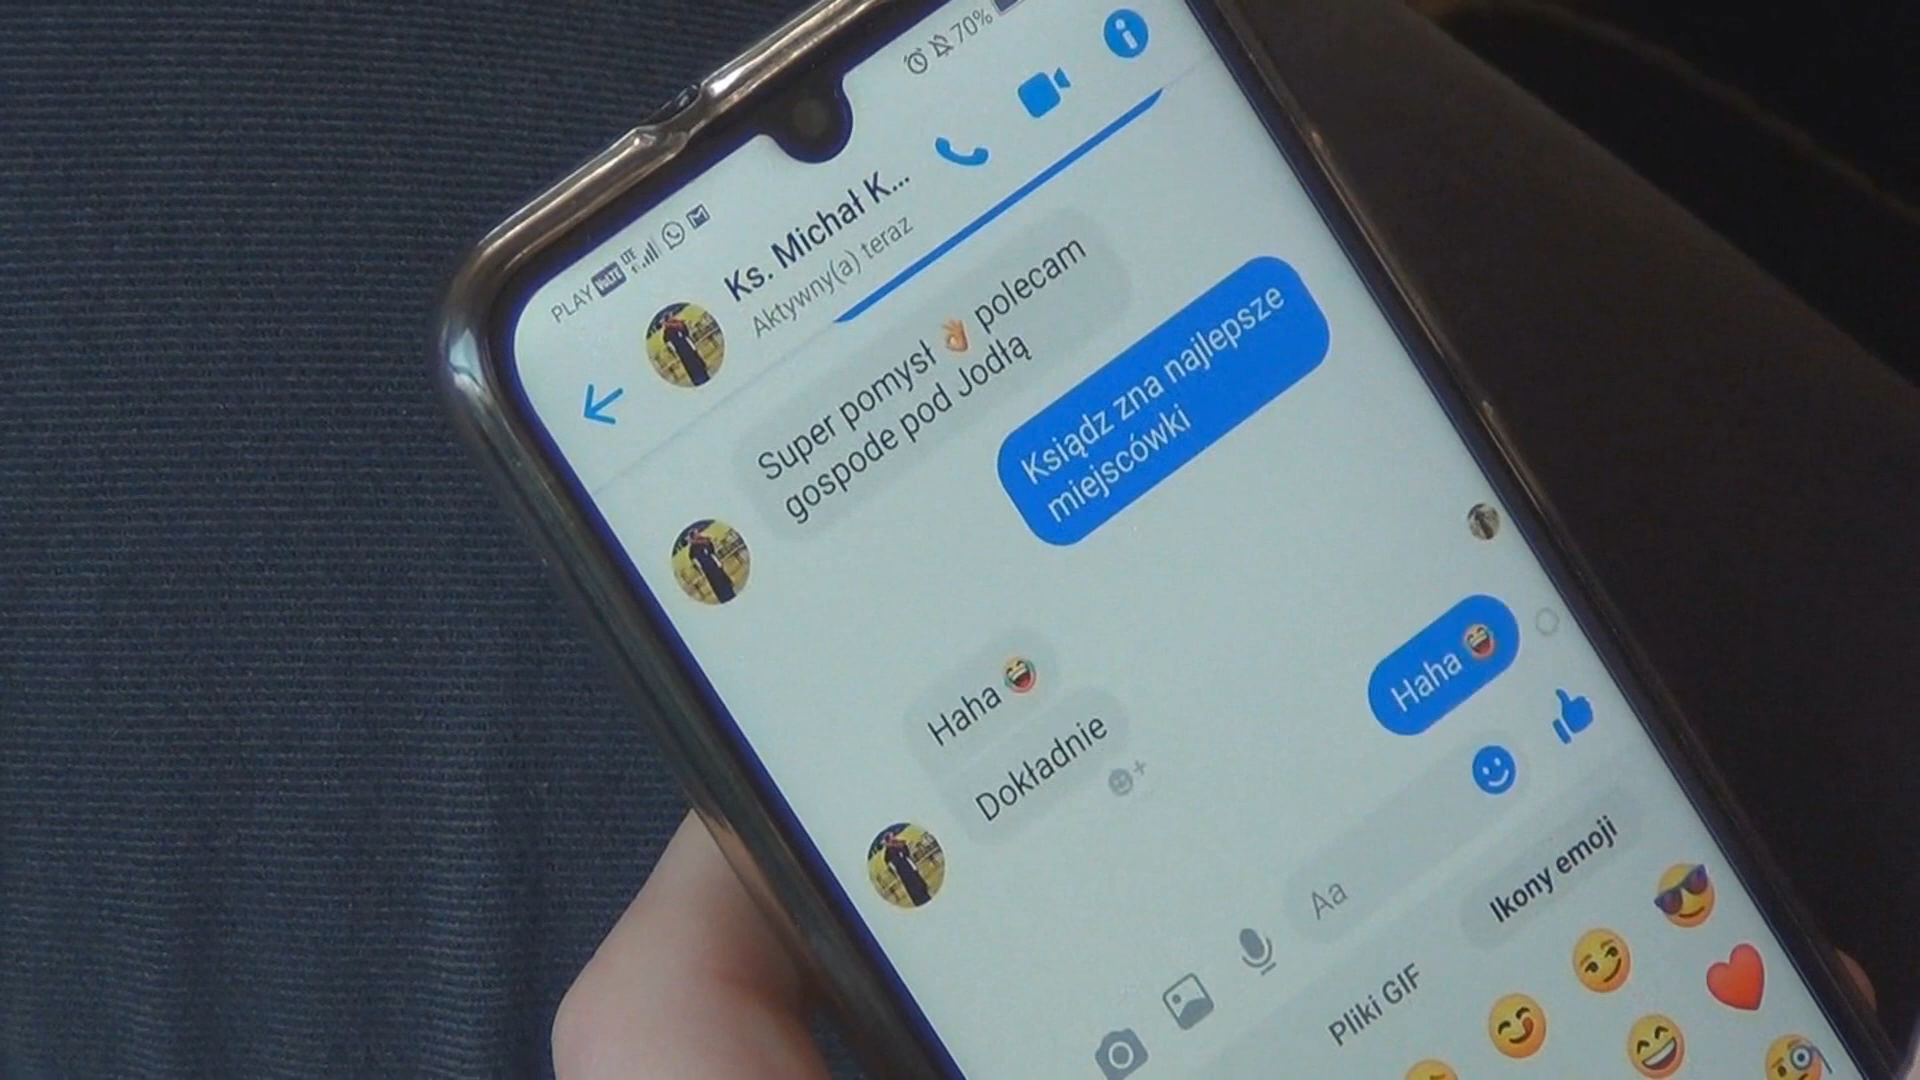 PLAY VoLTE LTE 70%
Ks. Michał K...
Aktywny(a) teraz
Super pomysł 👌 polecam
gospode pod Jodłą
Ksiądz zna najlepsze
miejscówki
Haha 😂
Dokładnie
Haha 😂
Aa
Pliki GIF
Ikony emoji